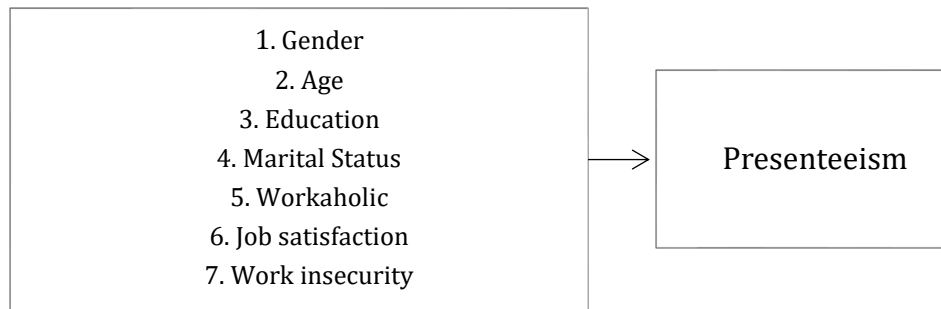 1. Gender
2. Age
3. Education
4. Marital Status
5. Workaholic
6. Job satisfaction
7. Work insecurity
Presenteeism